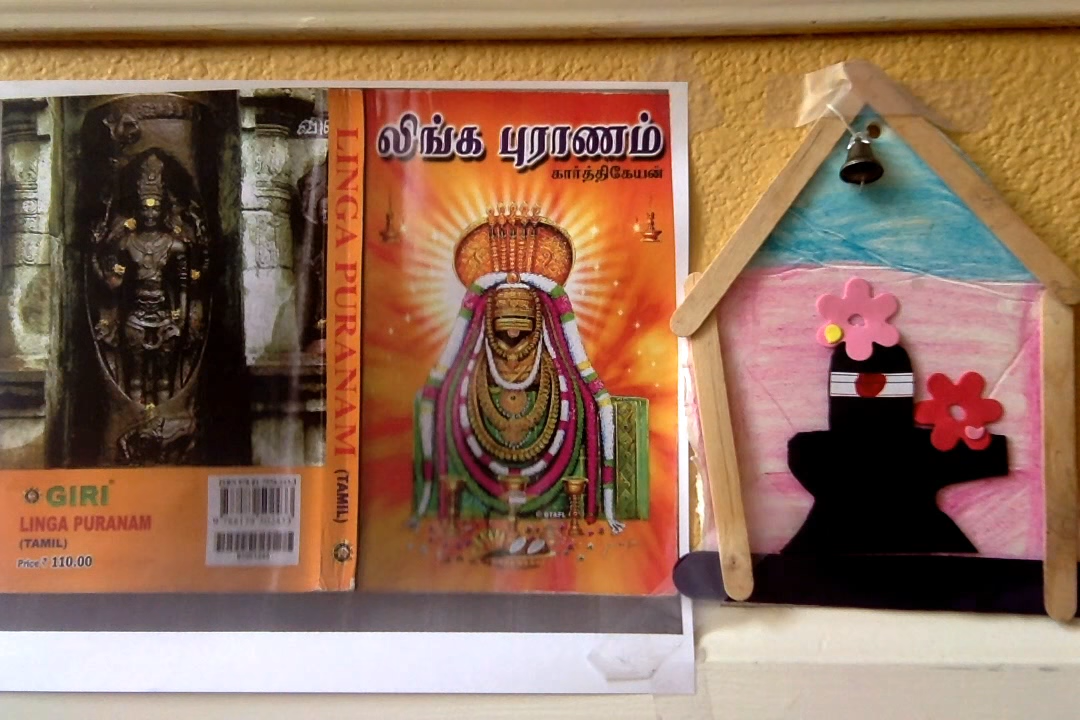 GIRI
LINGA PURANAM
(TAMIL)
Price ₹ 110.00
LINGA PURANAM (TAMIL)
லிங்க புராணம்
கார்த்திகேயன்